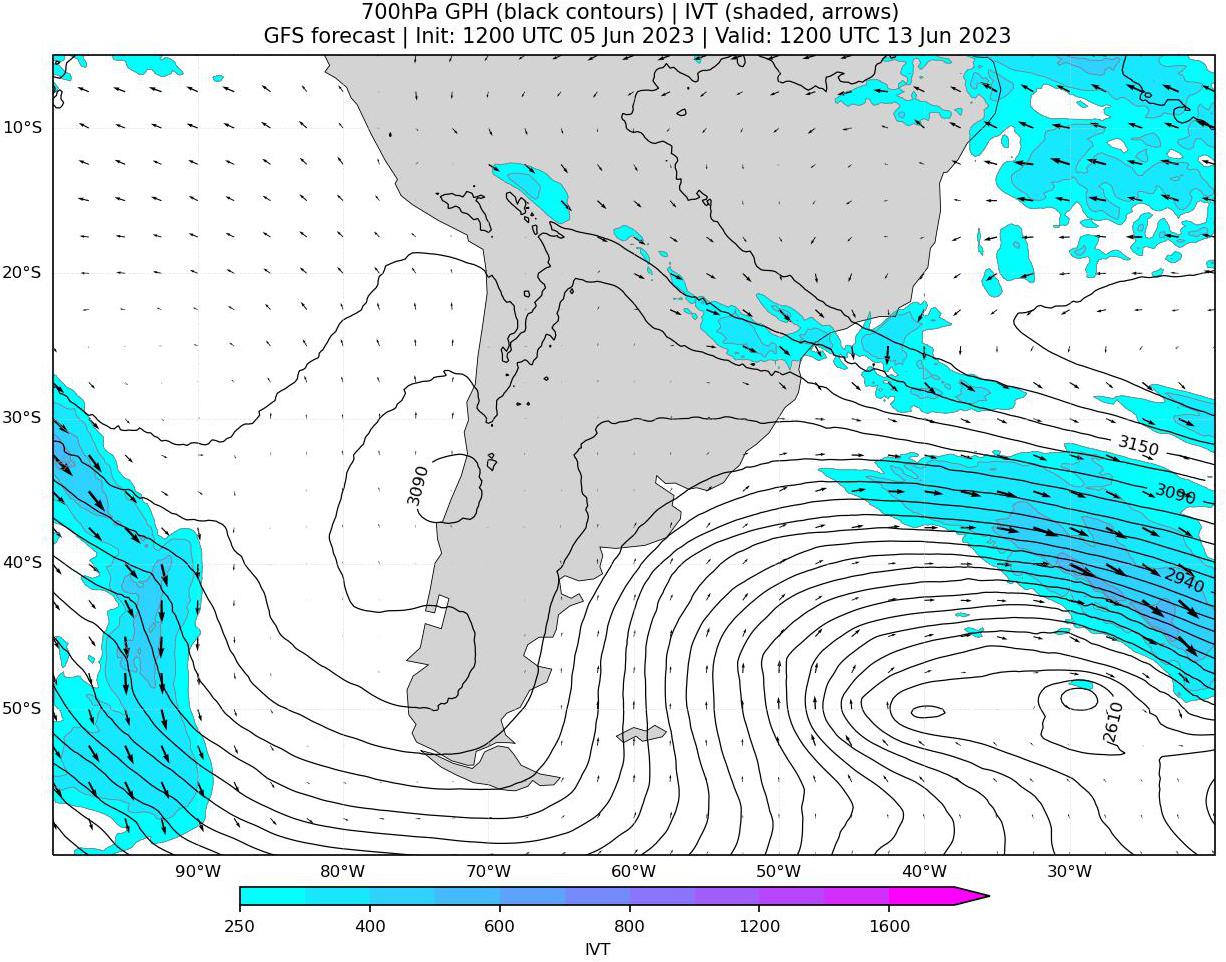 700hPa GPH (black contours) | IVT (shaded, arrows)
GFS forecast | Init: 1200 UTC 05 Jun 2023 | Valid: 1200 UTC 13 Jun 2023
10°S
20°S
30°S
3150
3090
3090
40°S
2940
50°S
2610
90°W 80°W 70°W 60°W 50°W 40°W 30°W
250 400 600 800 1200 1600
IVT